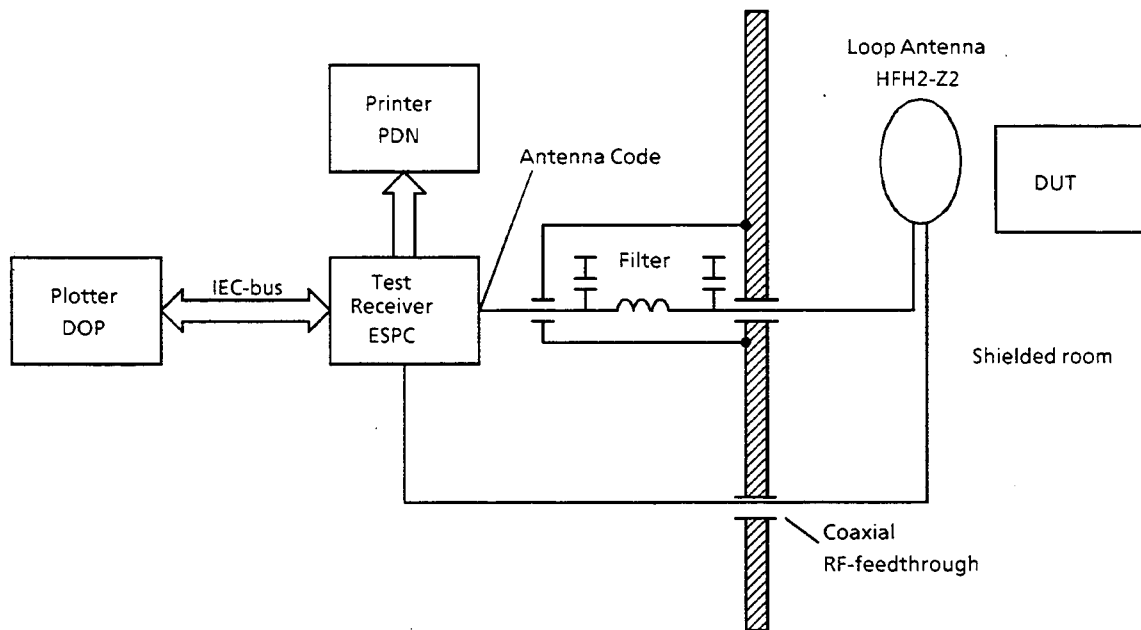 Loop Antenna
HFH2-Z2
Printer
PDN
Antenna Code
DUT
Filter
Plotter
DOP
IEC-bus
Test
Receiver
ESPC
Shielded room
Coaxial
RF-feedthrough